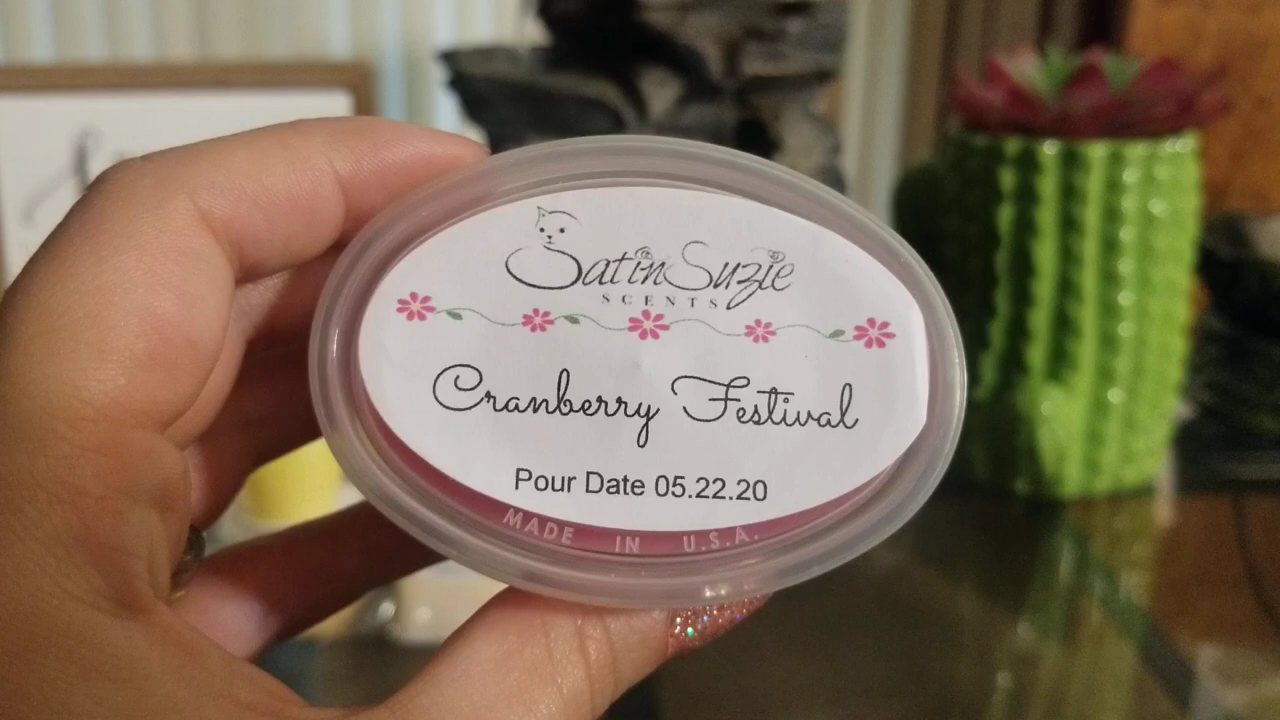 SatinSuzie
SCENTS
Cranberry Festival
Pour Date 05.22.20
MADE IN U.S.A.